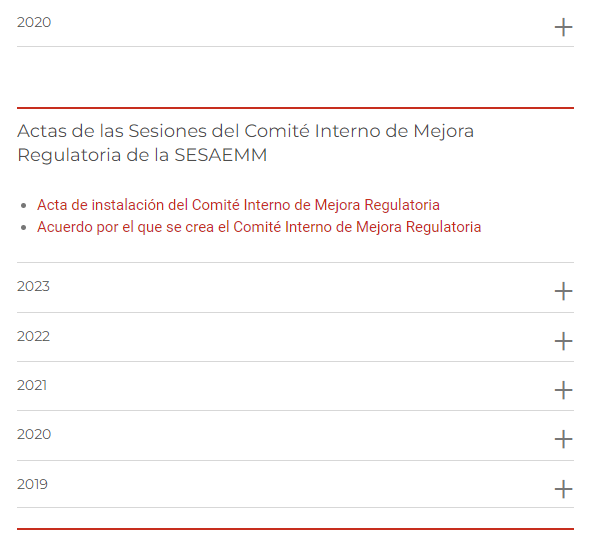 2020
Actas de las Sesiones del Comité Interno de Mejora
Regulatoria de la SESAEMM
Acta de instalación del Comité Interno de Mejora Regulatoria
Acuerdo por el que se crea el Comité Interno de Mejora Regulatoria
2023
2022
2021
2020
2019